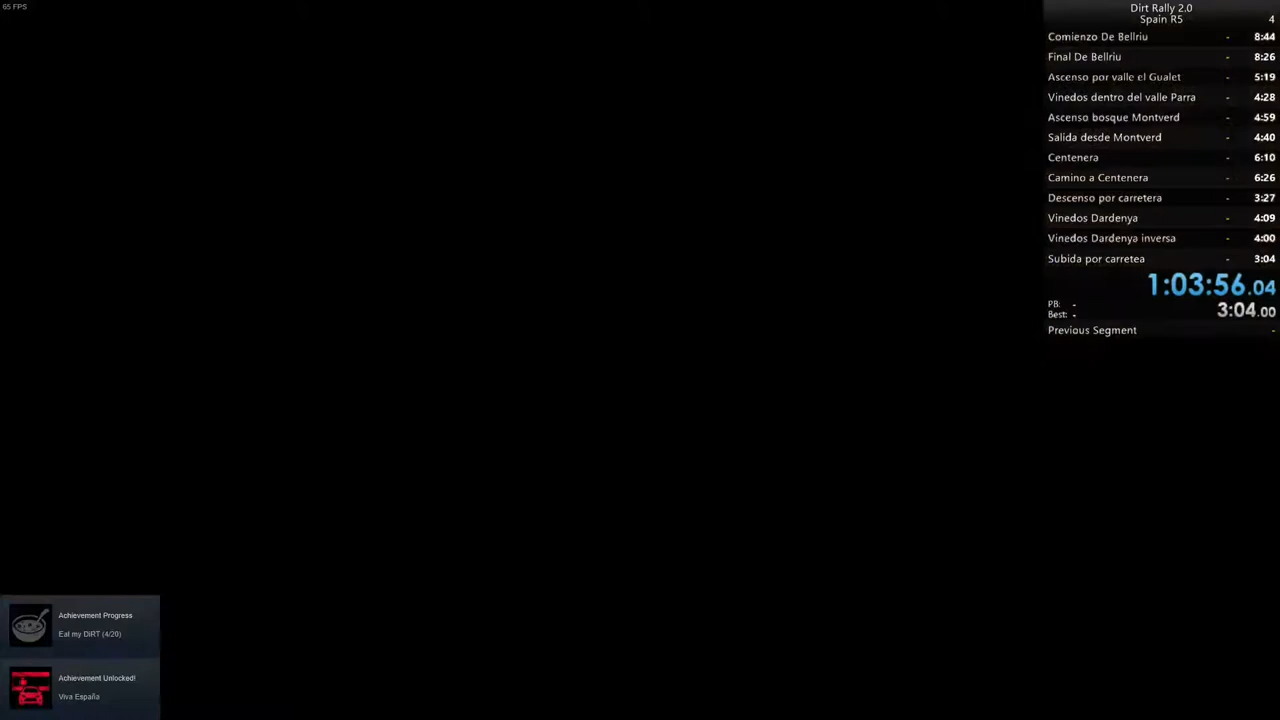 65 FPS
Dirt Rally 2.0
Spain R5 4
Comienzo De Bellriu - 8:44
Final De Bellriu - 8:26
Ascenso por valle el Gualet - 5:19
Vinedos dentro del valle Parra - 4:28
Ascenso bosque Montverd - 4:59
Salida desde Montverd - 4:40
Centenera - 6:10
Camino a Centenera - 6:26
Descenso por carretera - 3:27
Vinedos Dardenya - 4:09
Vinedos Dardenya inversa - 4:00
Subida por carretea - 3:04
1:03:56.04
PB: - 3:04.00
Best: -
Previous Segment -
Achievement Progress
Eat my DiRT (4/20)
Achievement Unlocked!
Viva España